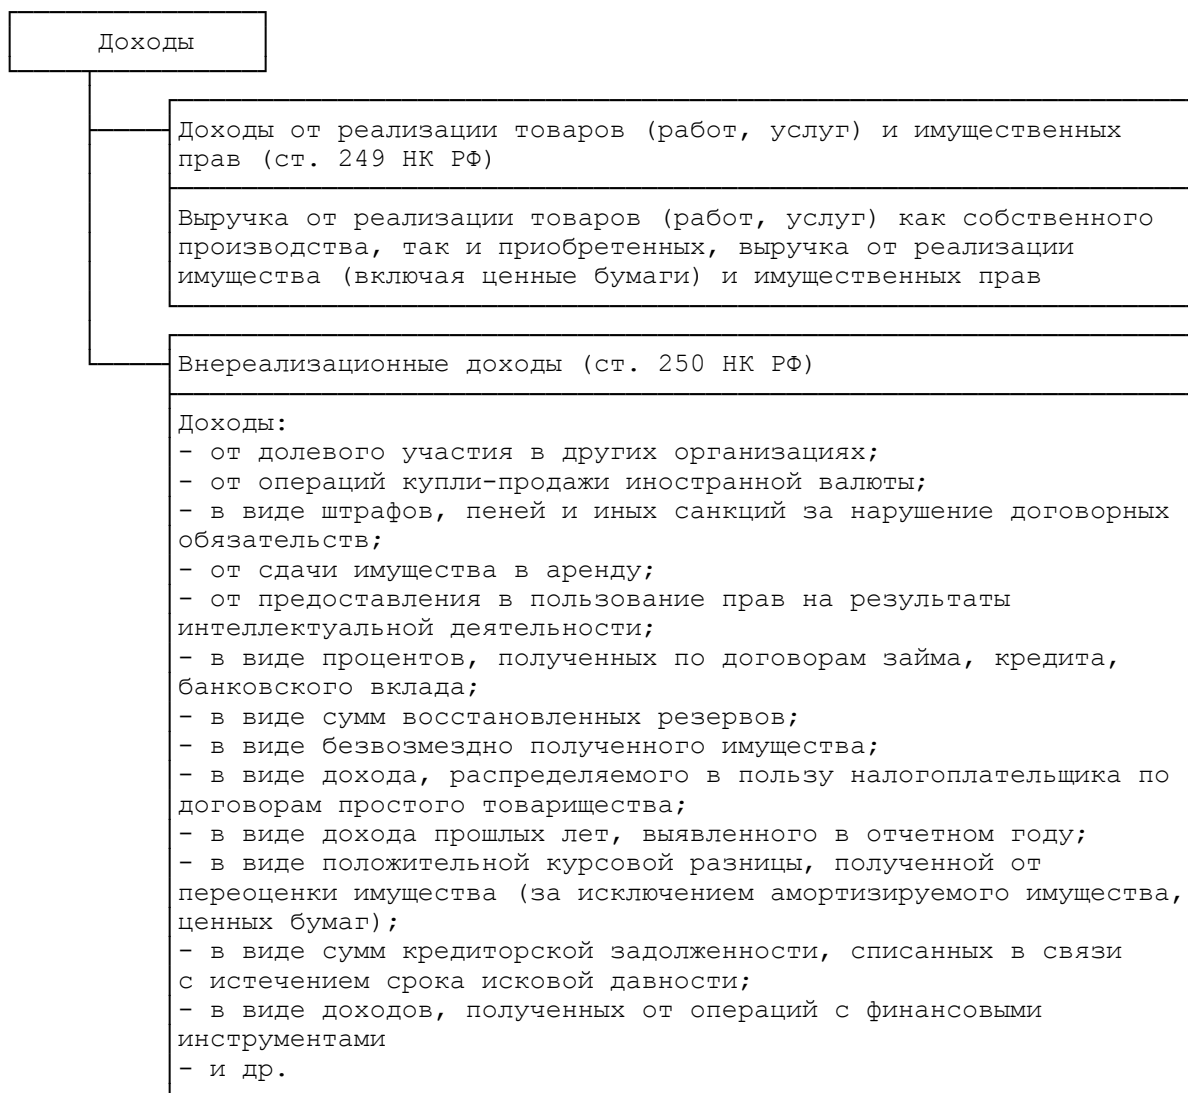 Доходы
Доходы от реализации товаров (работ, услуг) и имущественных
прав (ст. 249 НК РФ)
Выручка от реализации товаров (работ, услуг) как собственного
производства, так и приобретенных, выручка от реализации
имущества (включая ценные бумаги) и имущественных прав
Внереализационные доходы (ст. 250 НК РФ)
Доходы:
- от долевого участия в других организациях;
- от операций купли-продажи иностранной валюты;
- в виде штрафов, пеней и иных санкций за нарушение договорных
обязательств;
- от сдачи имущества в аренду;
- от предоставления в пользование прав на результаты
интеллектуальной деятельности;
- в виде процентов, полученных по договорам займа, кредита,
банковского вклада;
- в виде сумм восстановленных резервов;
- в виде безвозмездно полученного имущества;
- в виде дохода, распределяемого в пользу налогоплательщика по
договорам простого товарищества;
- в виде дохода прошлых лет, выявленного в отчетном году;
- в виде положительной курсовой разницы, полученной от
переоценки имущества (за исключением амортизируемого имущества,
ценных бумаг);
- в виде сумм кредиторской задолженности, списанных в связи
с истечением срока исковой давности;
- в виде доходов, полученных от операций с финансовыми
инструментами
- и др.